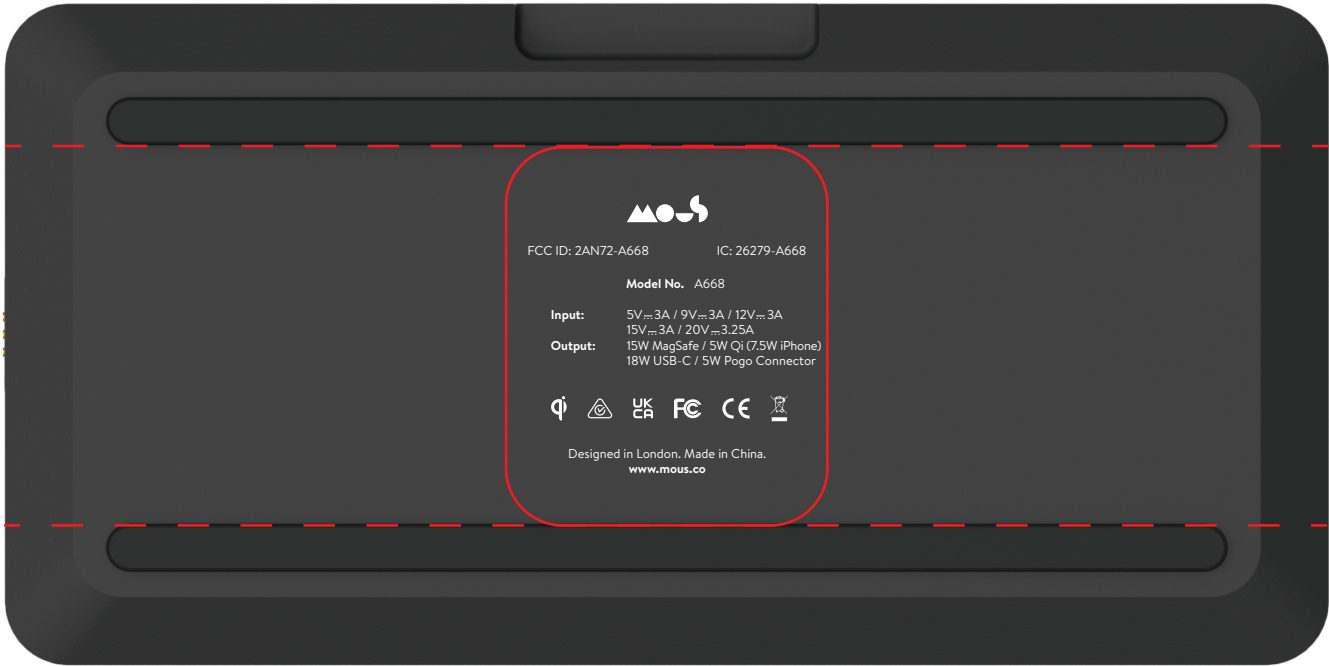 mous
FCC ID: 2AN72-A668 IC: 26279-A668
Model No. A668
Input: 5V⎓3A / 9V⎓3A / 12V⎓3A
15V⎓3A / 20V⎓3.25A
Output: 15W MagSafe / 5W Qi (7.5W iPhone)
18W USB-C / 5W Pogo Connector
qi UK CA FC CE
Designed in London. Made in China.
www.mous.co